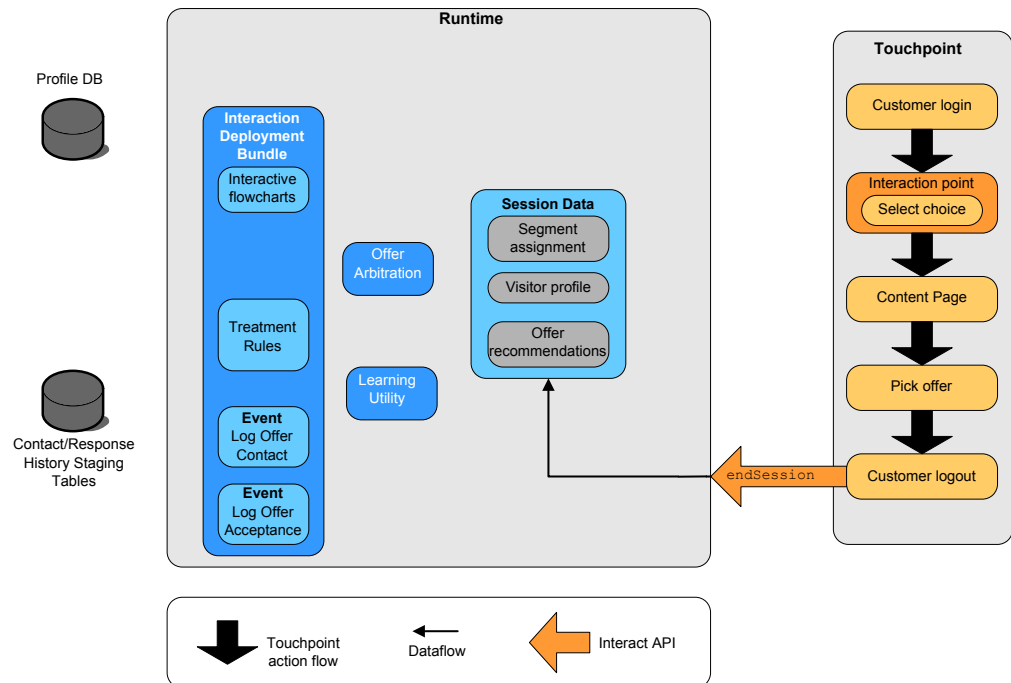 Runtime
Profile DB
Contact/Response
History Staging
Tables
Interaction
Deployment
Bundle
Interactive
flowcharts
Treatment
Rules
Event
Log Offer
Contact
Event
Log Offer
Acceptance
Offer
Arbitration
Learning
Utility
Session Data
Segment
assignment
Visitor profile
Offer
recommendations
Touchpoint
Customer login
Interaction point
Select choice
Content Page
Pick offer
Customer logout
endSession
Touchpoint
action flow
Dataflow
Interact API